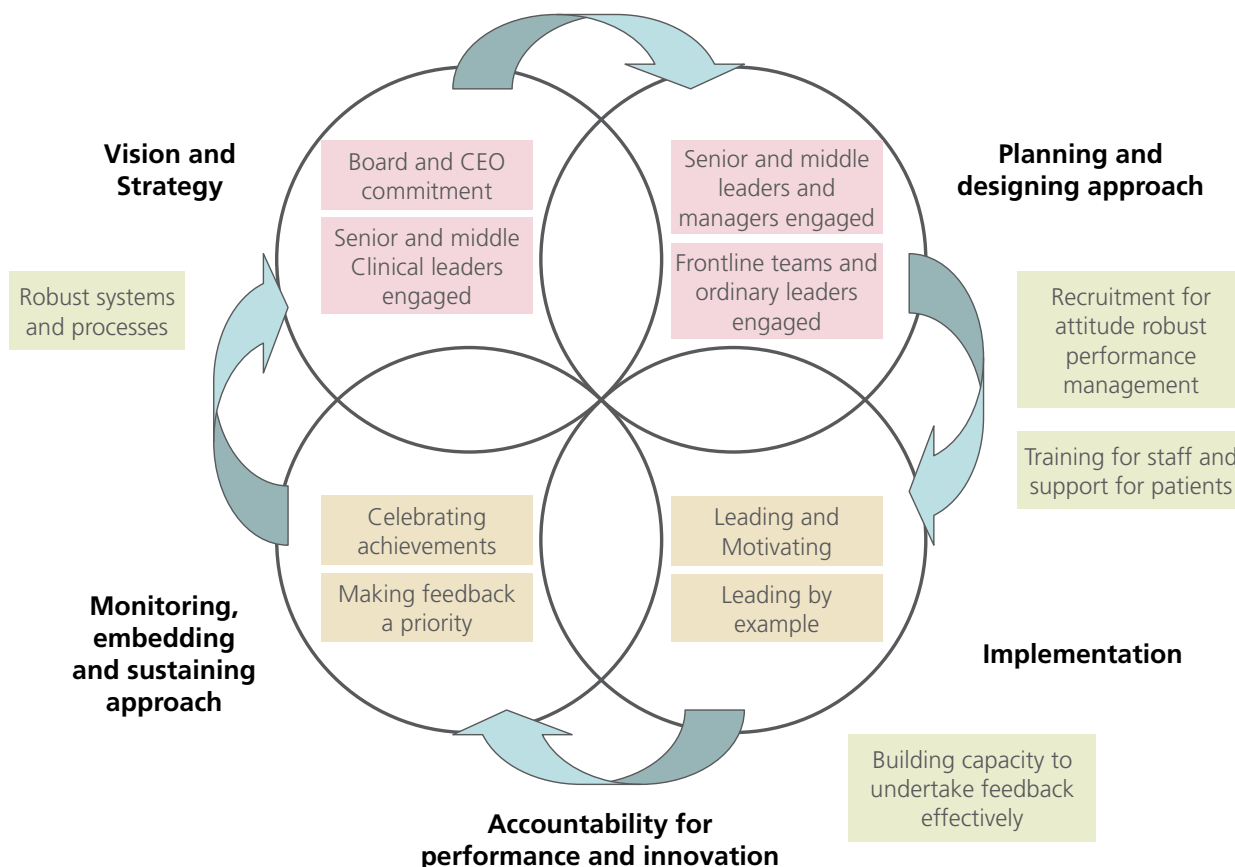 Vision and
Strategy
Board and CEO
commitment
Senior and middle
Clinical leaders
engaged
Senior and middle
leaders and
managers engaged
Frontline teams and
ordinary leaders
engaged
Planning and
designing approach
Robust systems
and processes
Recruitment for
attitude robust
performance
management
Training for staff and
support for patients
Celebrating
achievements
Making feedback
a priority
Leading and
Motivating
Leading by
example
Monitoring,
embedding
and sustaining
approach
Implementation
Building capacity to
undertake feedback
effectively
Accountability for
performance and innovation